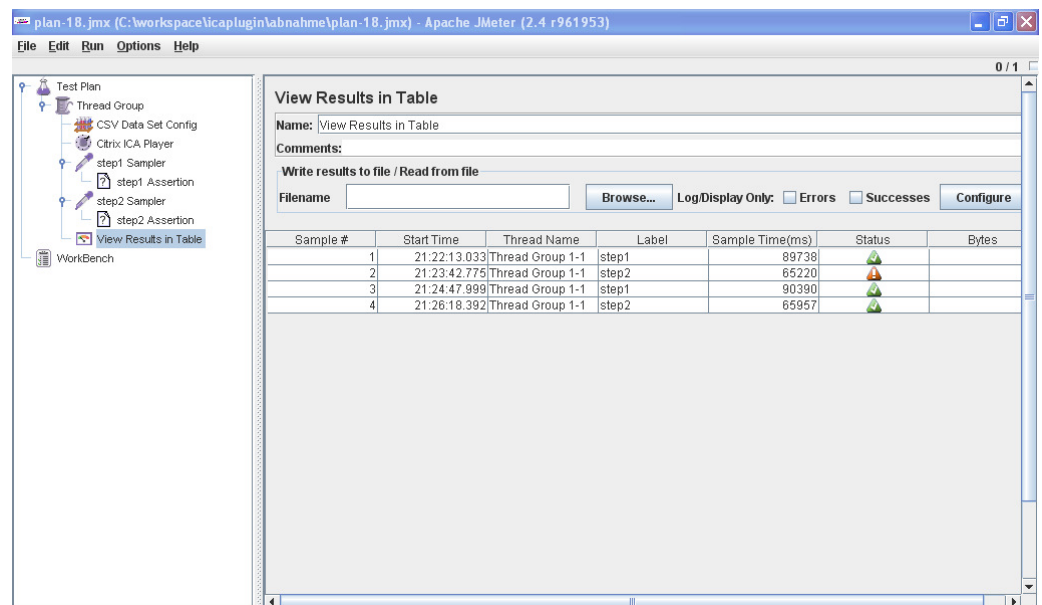 plan-18.jmx (C:\workspace\icaplugin\abnahme\plan-18.jmx) - Apache JMeter (2.4 r961953)
File Edit Run Options Help
0 / 1
Test Plan
Thread Group
CSV Data Set Config
Citrix ICA Player
step1 Sampler
step1 Assertion
step2 Sampler
step2 Assertion
View Results in Table
WorkBench
View Results in Table
Name: View Results in Table
Comments:
Write results to file / Read from file
Filename Browse... Log/Display Only: Errors Successes Configure
Sample # Start Time Thread Name Label Sample Time(ms) Status Bytes
1 21:22:13.033 Thread Group 1-1 step1 89738
2 21:23:42.775 Thread Group 1-1 step2 65220
3 21:24:47.999 Thread Group 1-1 step1 90390
4 21:26:18.392 Thread Group 1-1 step2 65957